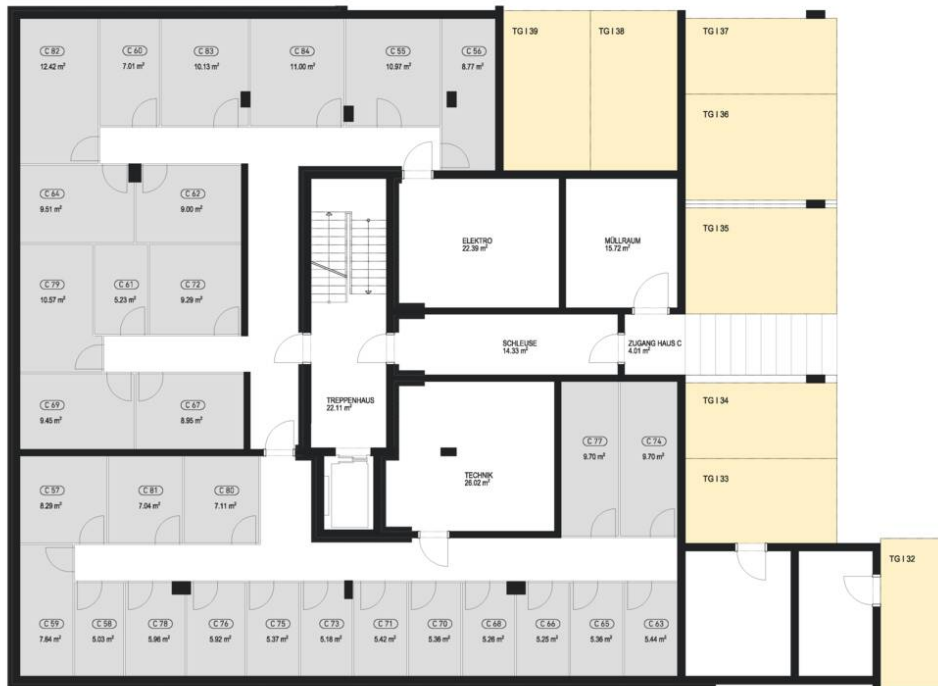 C 82
12.42 m²
C 60
7.01 m²
C 83
10.13 m²
C 84
11.00 m²
C 55
10.97 m²
C 56
8.77 m²
TG I 39
TG I 38
TG I 37
TG I 36
C 64
9.51 m²
C 62
9.00 m²
TG I 35
ELEKTRO
22.39 m²
MÜLLRAUM
15.72 m²
C 79
10.57 m²
C 61
5.23 m²
C 72
9.29 m²
SCHLEUSE
14.33 m²
ZUGANG HAUS C
4.01 m²
TREPPENHAUS
22.11 m²
C 69
9.45 m²
C 67
8.95 m²
TG I 34
C 77
9.70 m²
C 74
9.70 m²
TECHNIK
26.02 m²
TG I 33
C 57
8.29 m²
C 81
7.04 m²
C 80
7.11 m²
TG I 32
C 59
7.84 m²
C 58
5.03 m²
C 78
5.96 m²
C 76
5.92 m²
C 75
5.37 m²
C 73
5.18 m²
C 71
5.42 m²
C 70
5.36 m²
C 68
5.26 m²
C 66
5.25 m²
C 65
5.36 m²
C 63
5.44 m²